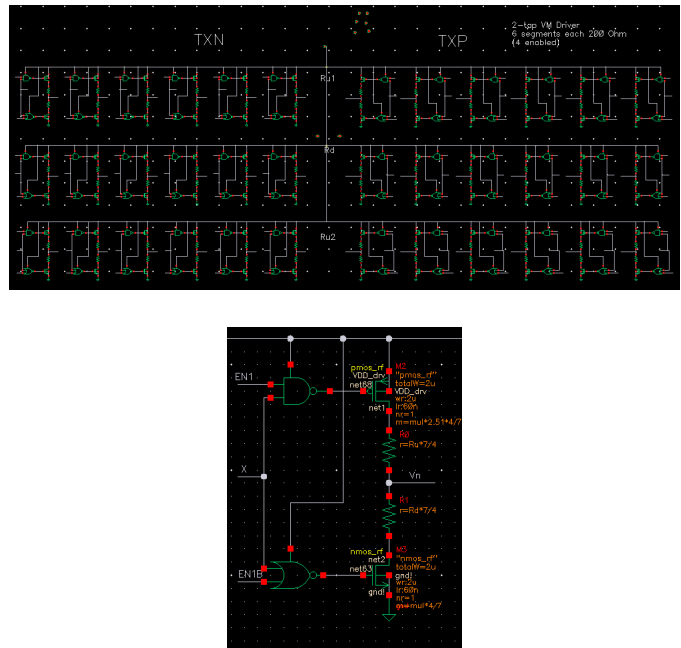 2-tap VM Driver
6 segments each 200 Ohm
(4 enabled)
TXN
TXP
Ru1
Rd
Ru2
pmos_rf
M2
VDD_drv
"pmos_rf"
EN1
net68
totalW=2u
VDD_drv
wr:2u
net1
lr:60n
nr=1
m=mul*2.51*4/7
R0
r=Ru*7/4
X
Vn
R1
r=Rd*7/4
nmos_rf
M3
net2
"nmos_rf"
EN1B
net63
totalW=2u
gnd!
wr:2u
gnd!
lr:60n
nr=1
m=mul*4/7